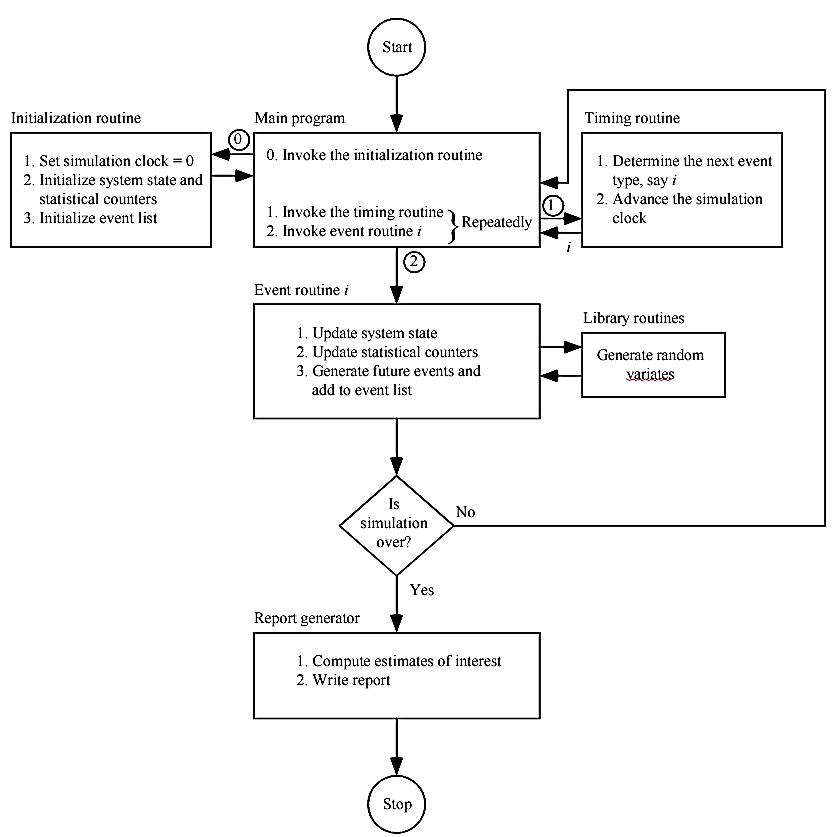 Start
Initialization routine
Main program
Timing routine
0
1. Set simulation clock = 0
2. Initialize system state and
statistical counters
3. Initialize event list
0. Invoke the initialization routine
1. Invoke the timing routine
2. Invoke event routine i
} Repeatedly
1
i
1. Determine the next event
type, say i
2. Advance the simulation
clock
2
Event routine i
1. Update system state
2. Update statistical counters
3. Generate future events and
add to event list
Library routines
Generate random
variates
Is
simulation
over?
No
Yes
Report generator
1. Compute estimates of interest
2. Write report
Stop